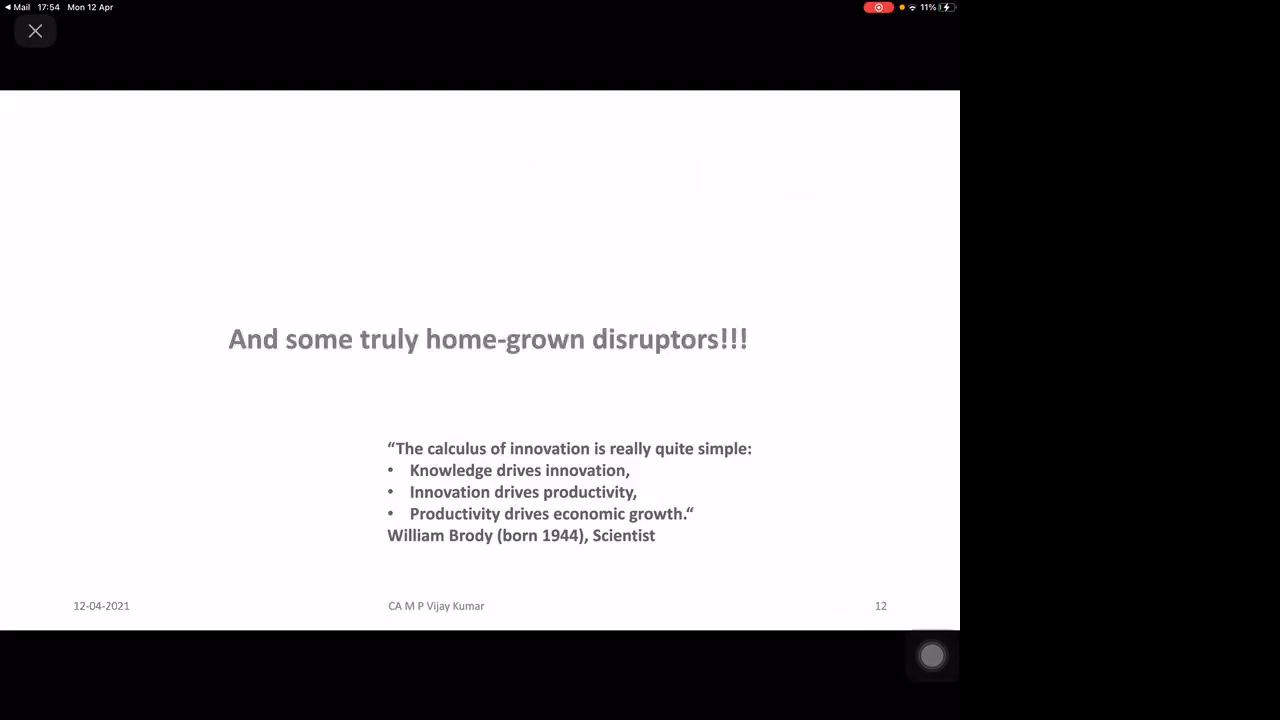 Mail 17:54 Mon 12 Apr 11%
And some truly home-grown disruptors!!!
“The calculus of innovation is really quite simple:
• Knowledge drives innovation,
• Innovation drives productivity,
• Productivity drives economic growth.“
William Brody (born 1944), Scientist
12-04-2021 CA M P Vijay Kumar 12